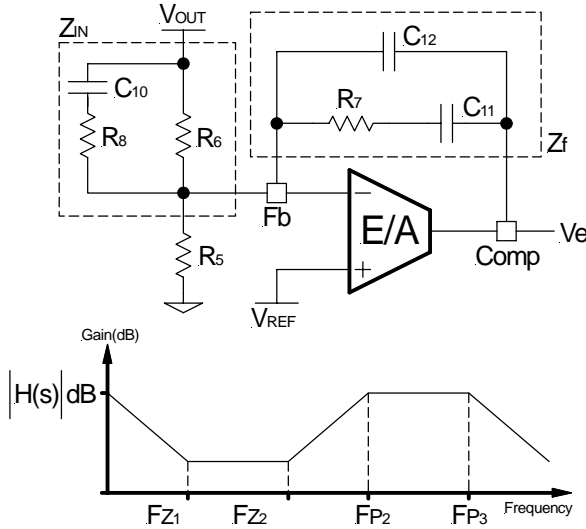 VOUT
ZIN
C12
C10
R7
C11
R8
R6
Zf
Fb
−
E/A
Ve
R5
+
Comp
VREF
Gain(dB)
|H(s)|dB
FZ1
FZ2
FP2
FP3
Frequency